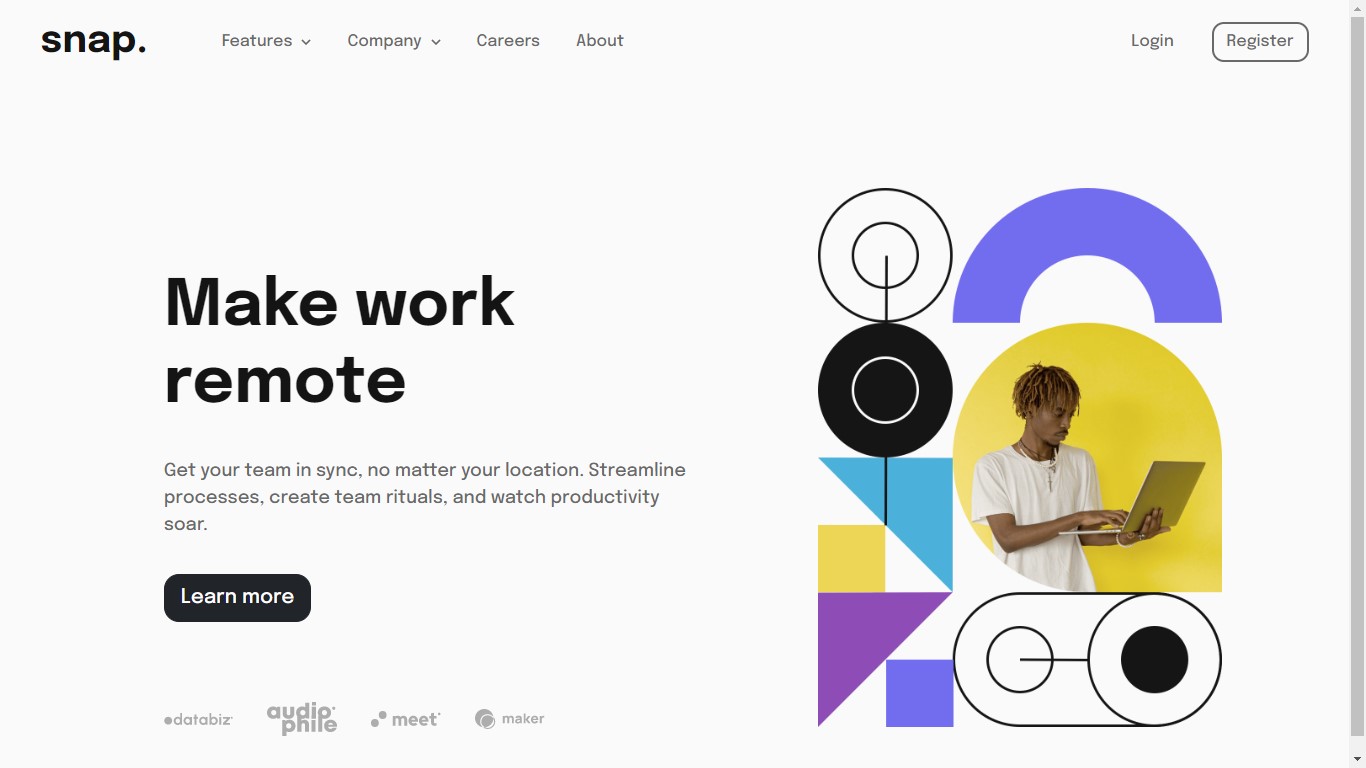 snap. Features Company Careers About Login Register
Make work
remote
Get your team in sync, no matter your location. Streamline
processes, create team rituals, and watch productivity
soar.
Learn more
databiz audiophile meet maker